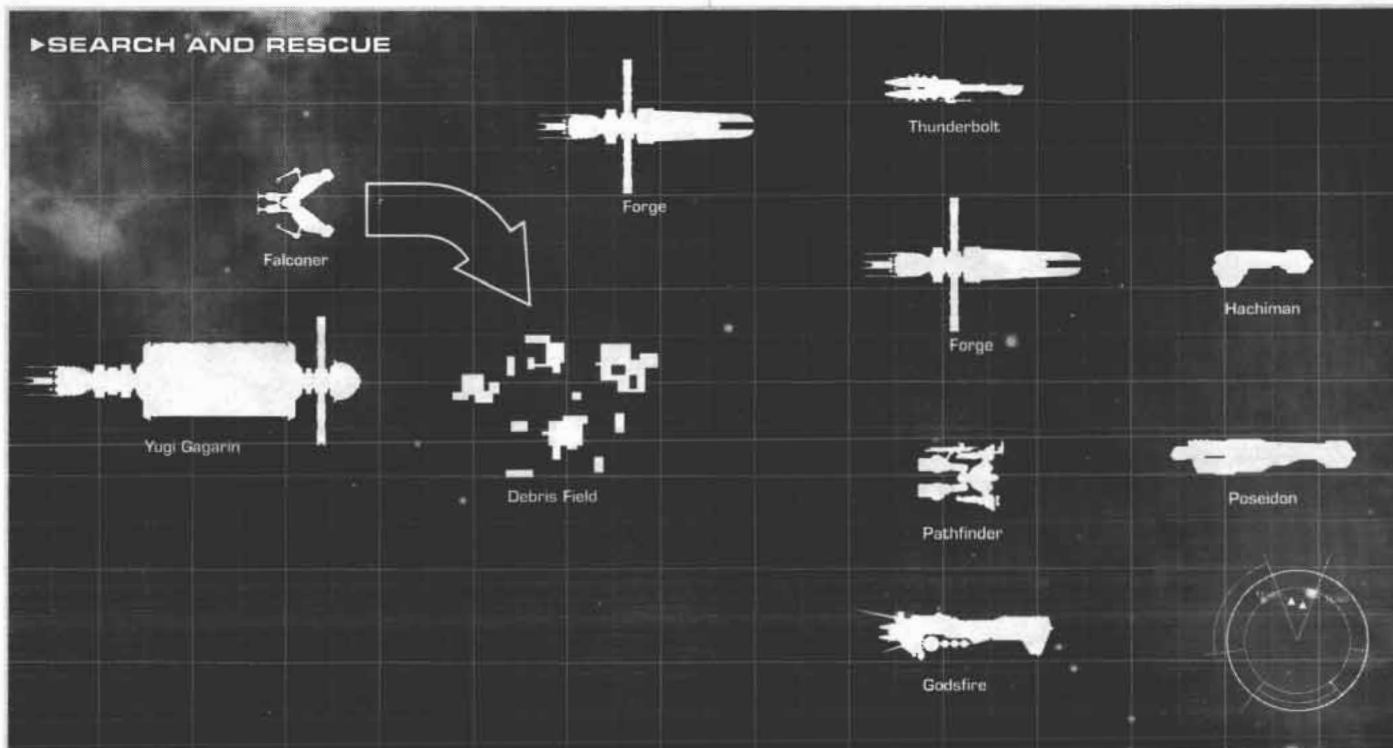 ▶SEARCH AND RESCUE
Thunderbolt
Forge
Falconer
Hachiman
Forge
Yugi Gagarin
Debris Field
Pathfinder
Poseidon
Godsfire